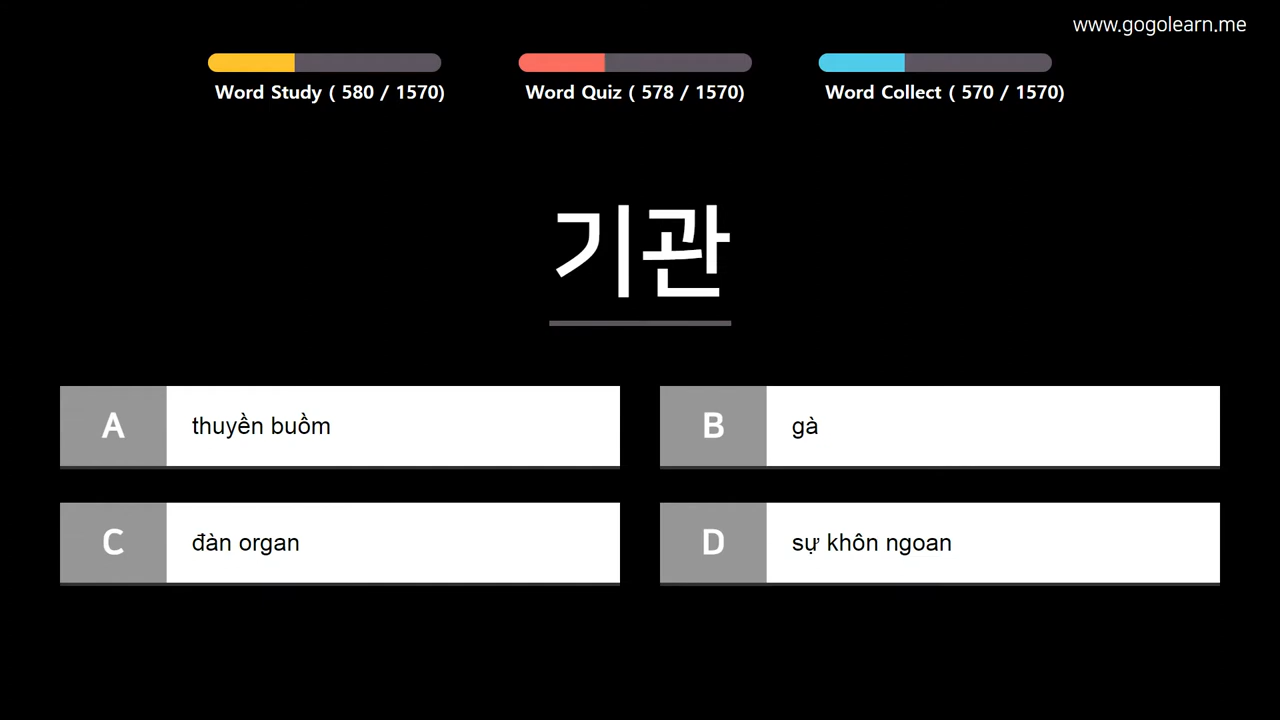 www.gogolearn.me
Word Study ( 580 / 1570)
Word Quiz ( 578 / 1570)
Word Collect ( 570 / 1570)
기관
A thuyền buồm
B gà
C đàn organ
D sự khôn ngoan